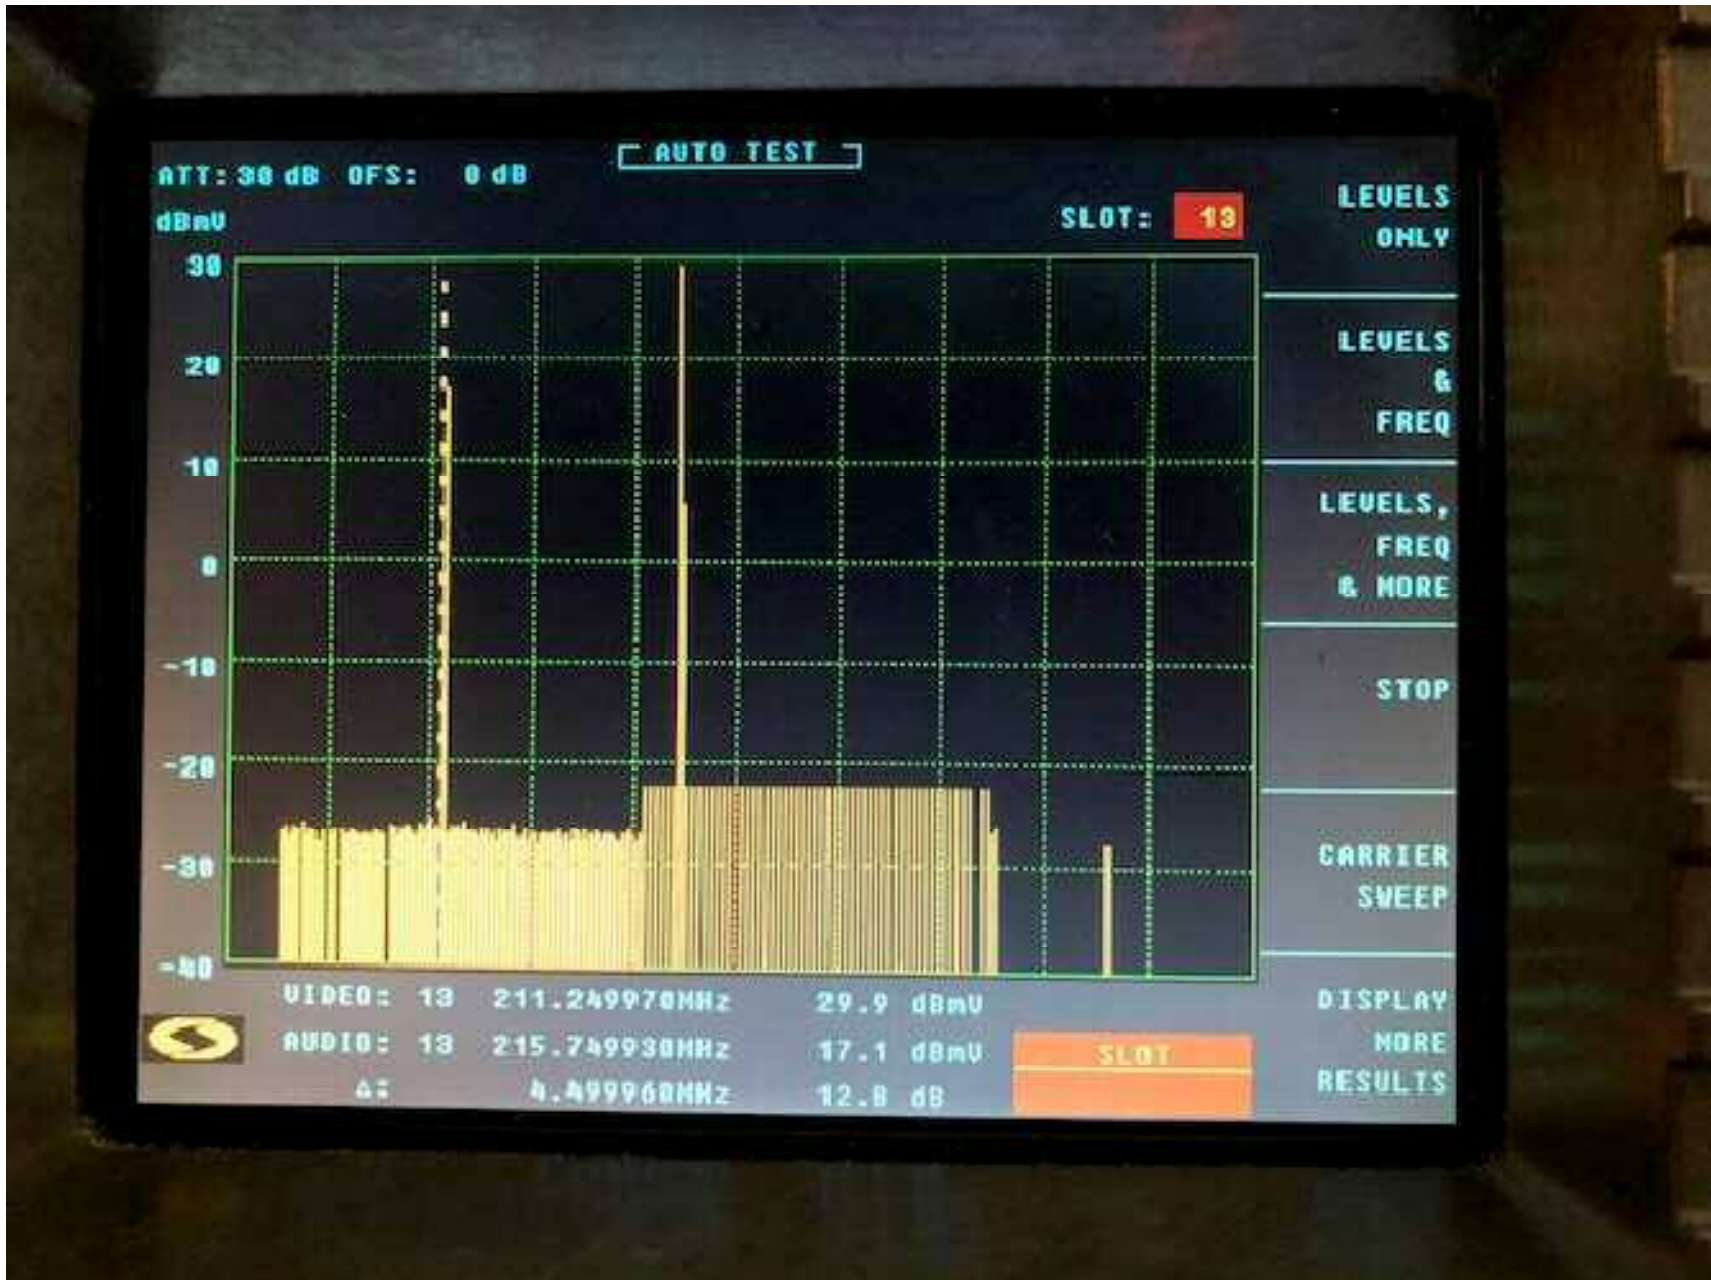 AUTO TEST
ATT: 30 dB OFS: 0 dB
dBmV
SLOT: 13
30
20
10
0
-10
-20
-30
-40
VIDEO: 13 211.249970MHz 29.9 dBmV
AUDIO: 13 215.749930MHz 17.1 dBmV
Δ: 4.499960MHz 12.8 dB
SLOT
LEVELS
ONLY
LEVELS
&
FREQ
LEVELS,
FREQ
& MORE
STOP
CARRIER
SWEEP
DISPLAY
MORE
RESULTS